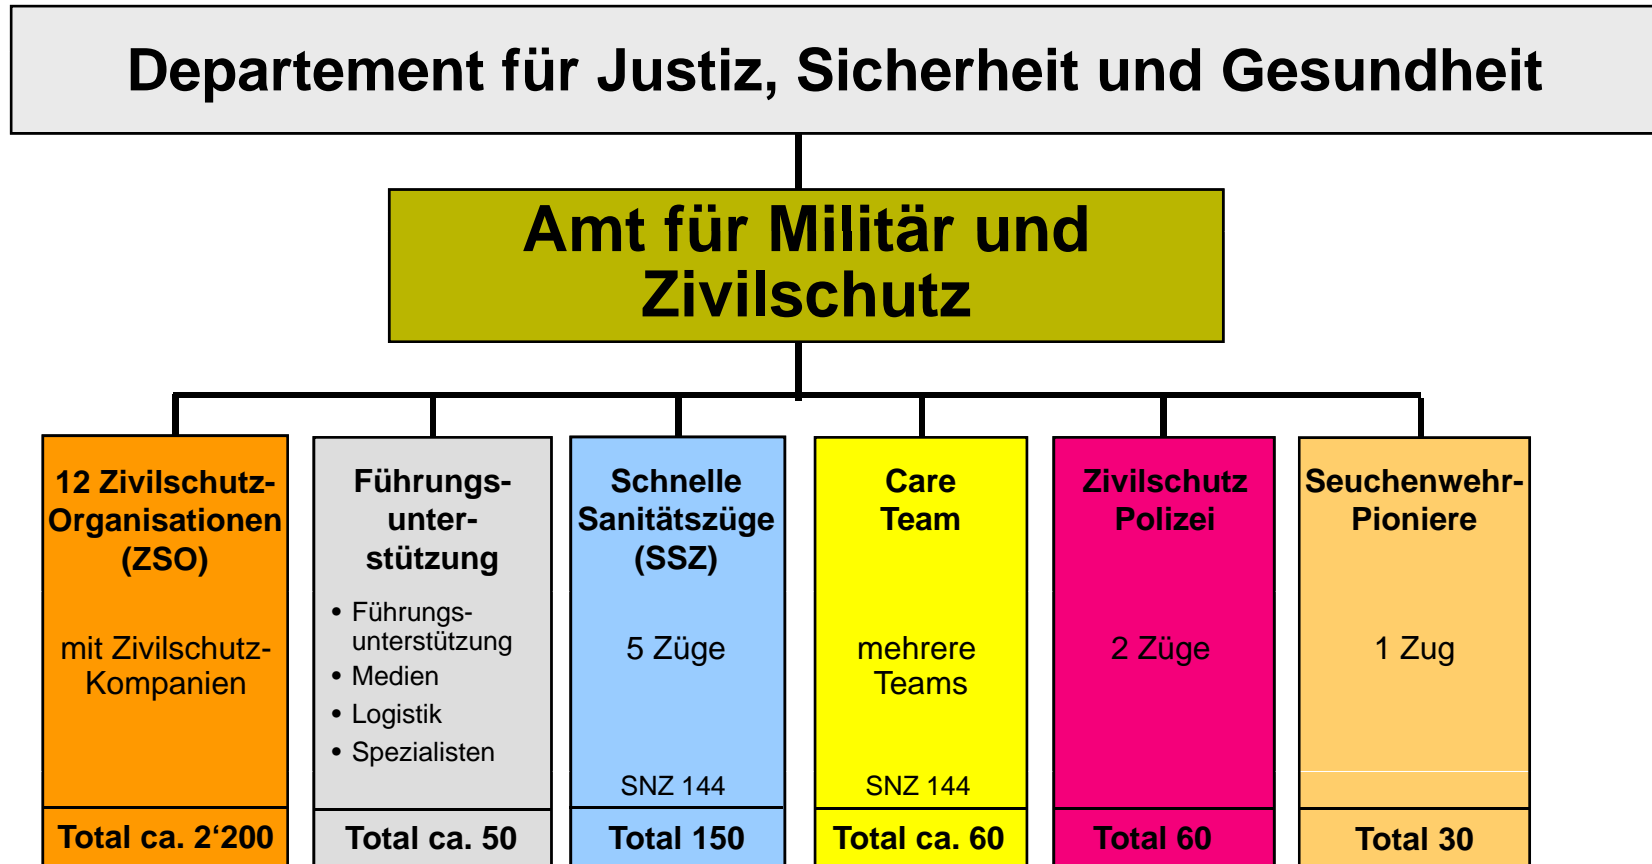 Departement für Justiz, Sicherheit und Gesundheit
Amt für Militär und
Zivilschutz
12 Zivilschutz-
Organisationen
(ZSO)
mit Zivilschutz-
Kompanien
Total ca. 2‘200
Führungs-
unter-
stützung
• Führungs-
unterstützung
• Medien
• Logistik
• Spezialisten
Total ca. 50
Schnelle
Sanitätszüge
(SSZ)
5 Züge
SNZ 144
Total 150
Care
Team
mehrere
Teams
SNZ 144
Total ca. 60
Zivilschutz
Polizei
2 Züge
Total 60
Seuchenwehr-
Pioniere
1 Zug
Total 30